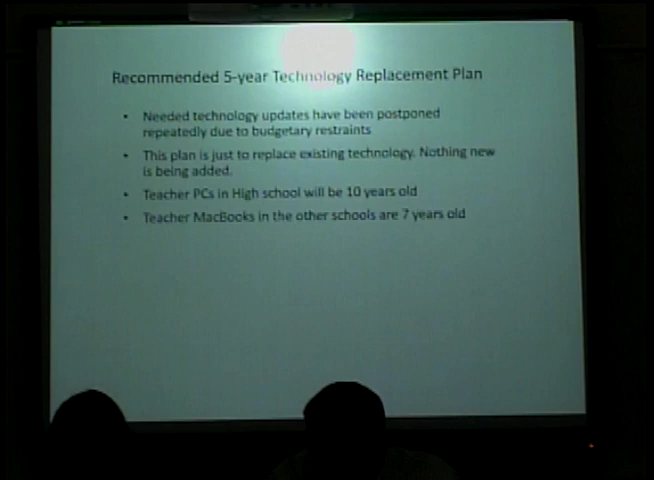 Recommended 5-year Technology Replacement Plan
• Needed technology updates have been postponed
repeatedly due to budgetary restraints
• This plan is just to replace existing technology. Nothing new
is being added.
• Teacher PCs in High school will be 10 years old
• Teacher MacBooks in the other schools are 7 years old